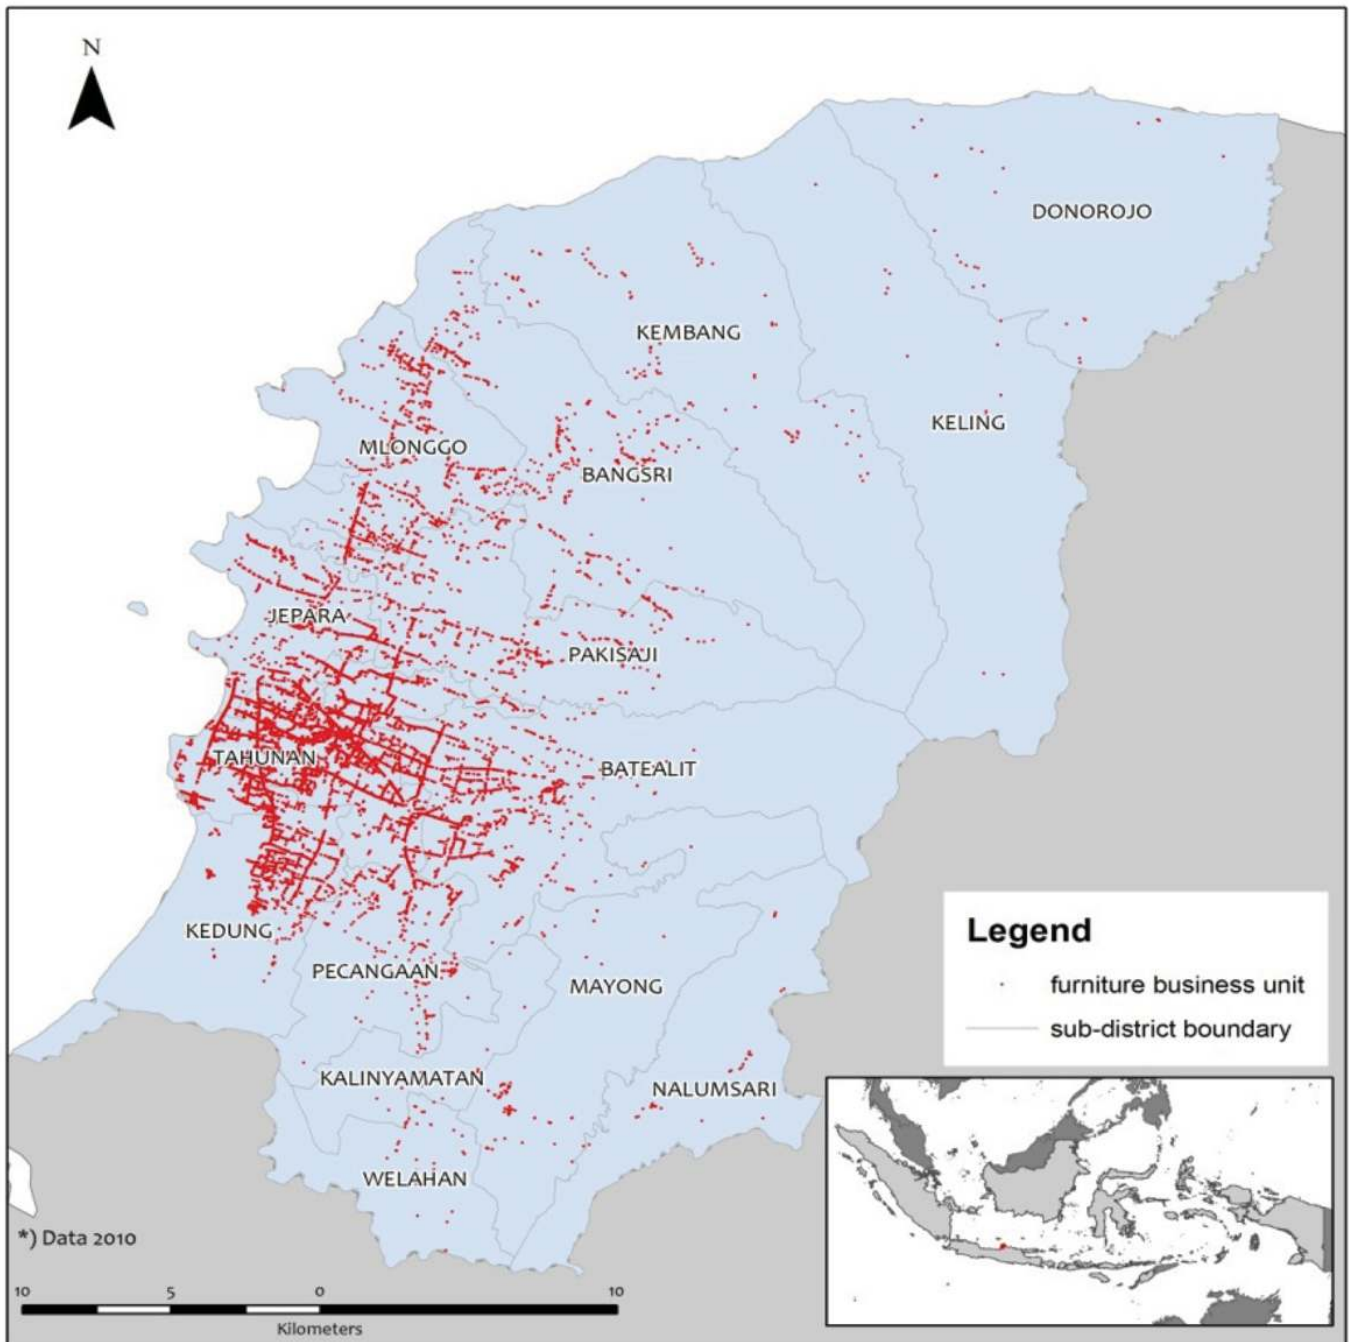 N
DONOROJO
KEMBANG
KELING
MLONGGO
BANGSRI
JEPARA
PAKISAJI
TAHUNAN
BATEALIT
KEDUNG
PECANGAAN
MAYONG
KALINYAMATAN
NALUMSARI
WELAHAN
Legend
furniture business unit
sub-district boundary
*) Data 2010
10 5 0 10
Kilometers